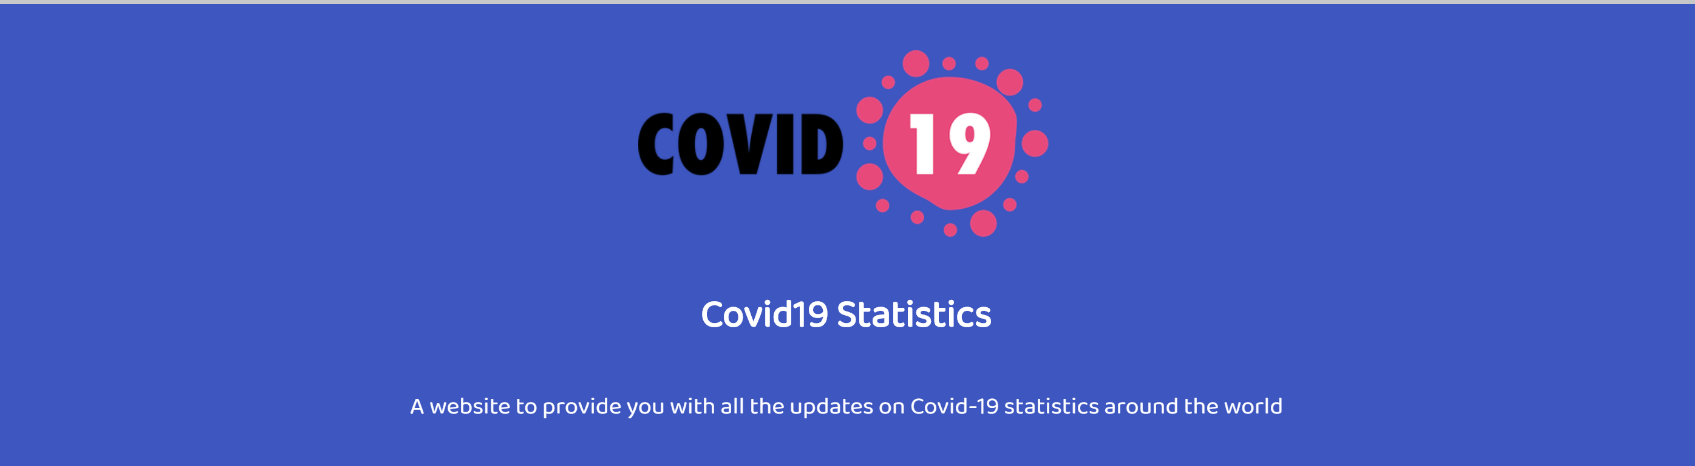 COVID 19
Covid19 Statistics
A website to provide you with all the updates on Covid-19 statistics around the world